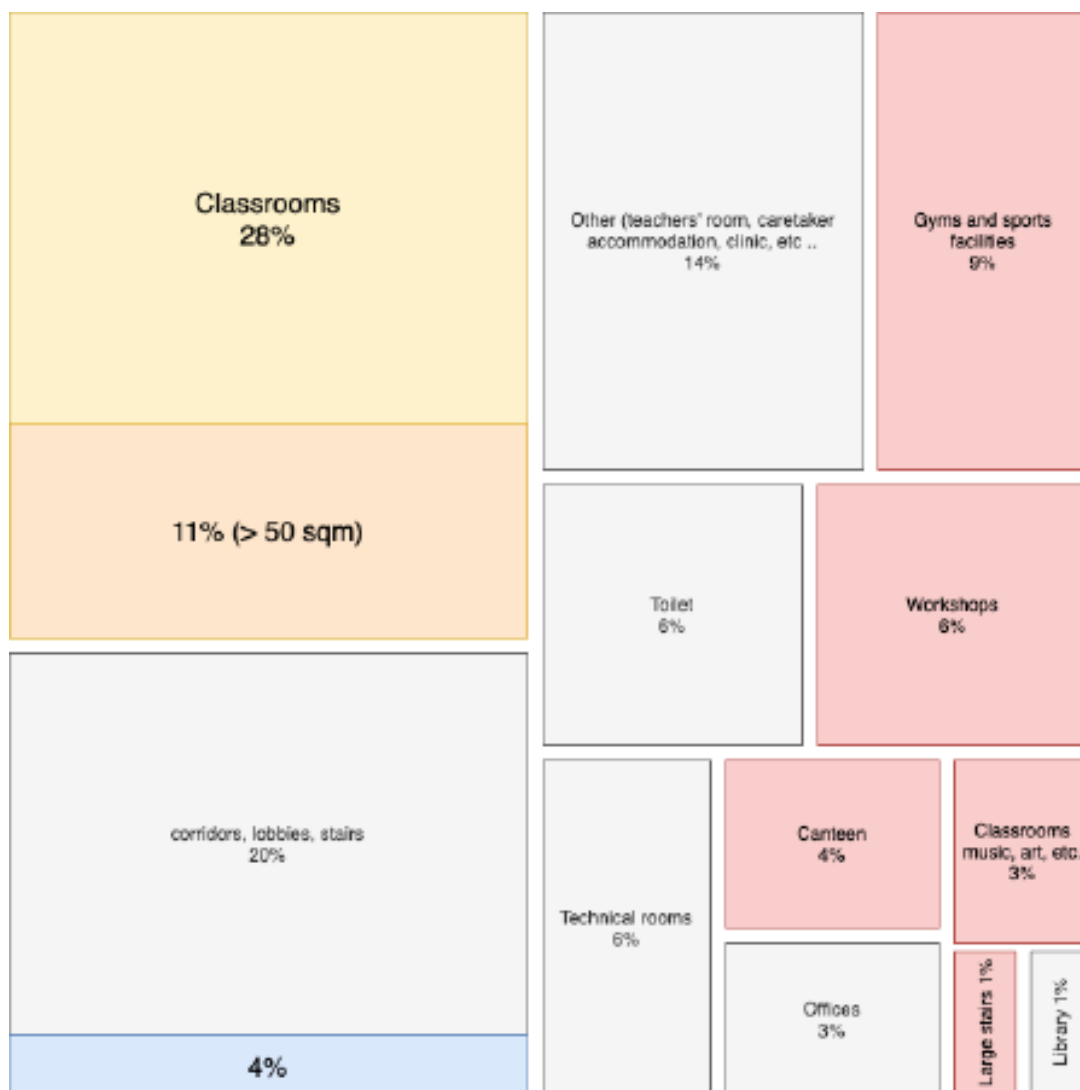 Classrooms
28%
11% (> 50 sqm)
corridors, lobbies, stairs
20%
4%
Other (teachers' room, caretaker
accommodation, clinic, etc ..
14%
Gyms and sports
facilities
9%
Toilet
6%
Workshops
6%
Technical rooms
6%
Canteen
4%
Classrooms
music, art, etc.
3%
Offices
3%
Large stairs 1%
Library 1%